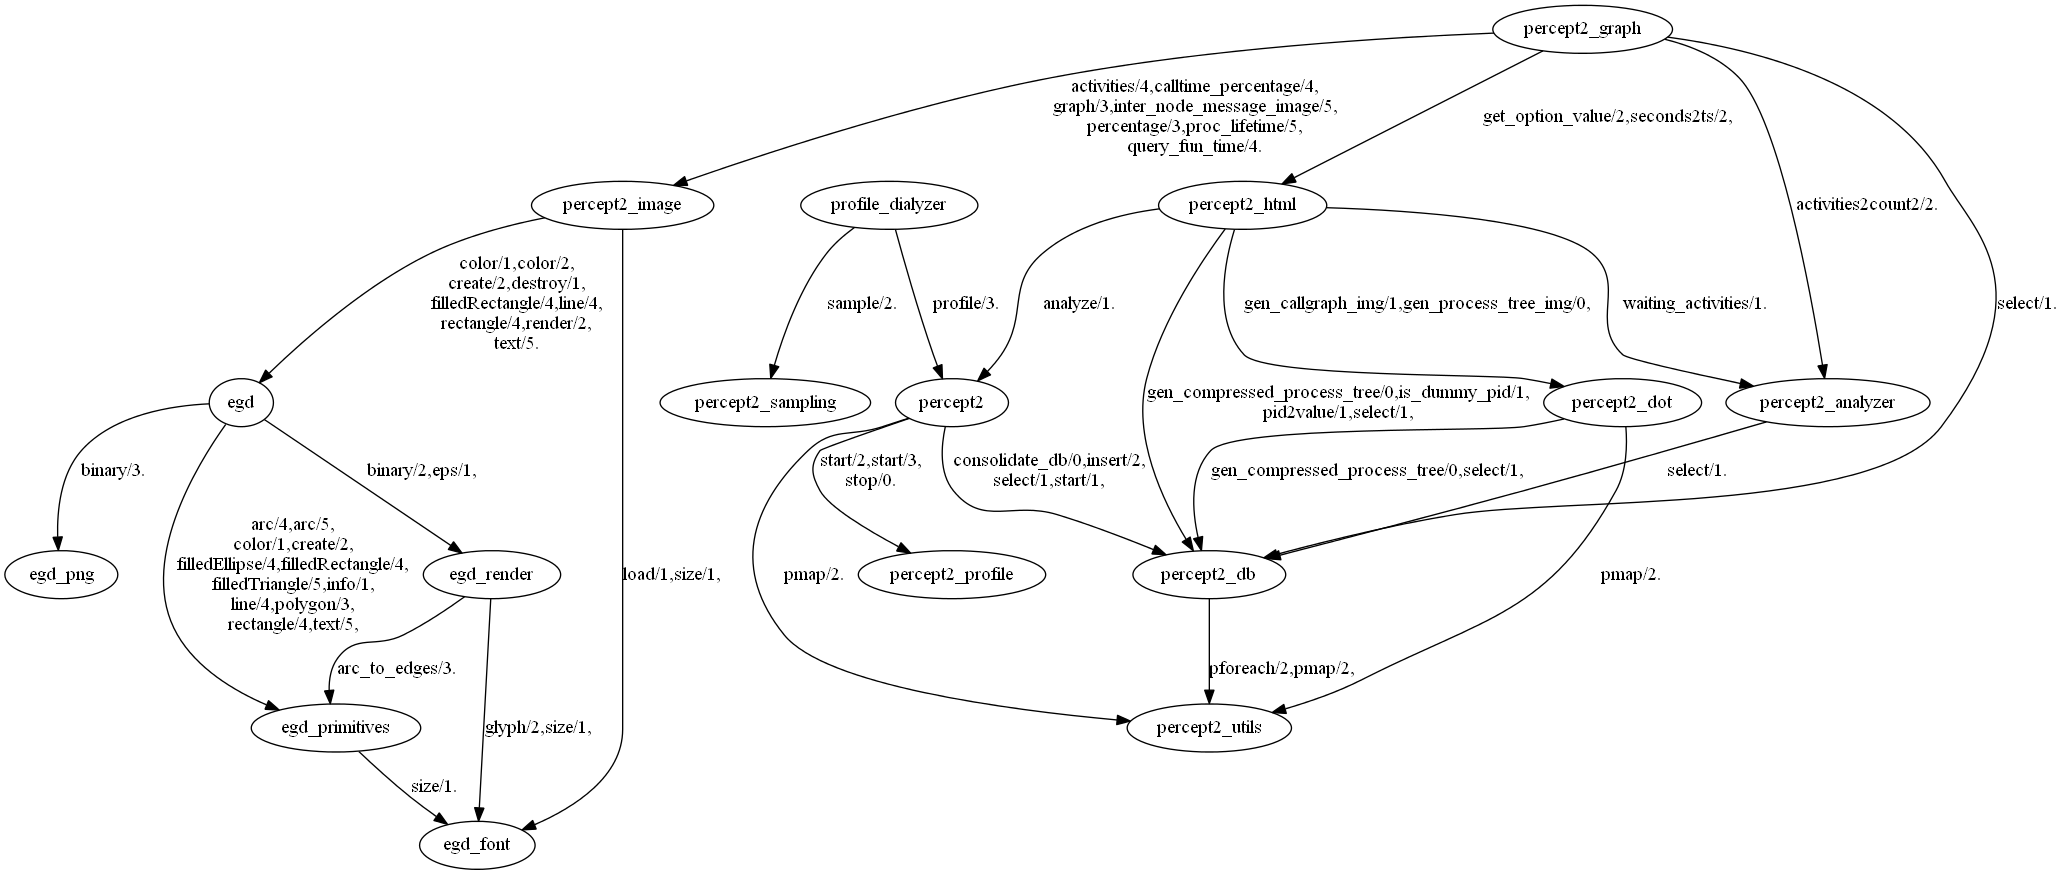 percept2_graph
activities/4,calltime_percentage/4,
graph/3,inter_node_message_image/5,
percentage/3,proc_lifetime/5,
query_fun_time/4.
get_option_value/2,seconds2ts/2,
percept2_image
profile_dialyzer
percept2_html
activities2count2/2.
color/1,color/2,
create/2,destroy/1,
filledRectangle/4,line/4,
rectangle/4,render/2,
text/5.
sample/2.
profile/3.
analyze/1.
gen_callgraph_img/1,gen_process_tree_img/0,
waiting_activities/1.
select/1.
egd
percept2_sampling
percept2
gen_compressed_process_tree/0,is_dummy_pid/1,
pid2value/1,select/1,
percept2_dot
percept2_analyzer
binary/3.
binary/2,eps/1,
start/2,start/3,
stop/0.
consolidate_db/0,insert/2,
select/1,start/1,
gen_compressed_process_tree/0,select/1,
select/1.
arc/4,arc/5,
color/1,create/2,
filledEllipse/4,filledRectangle/4,
filledTriangle/5,info/1,
line/4,polygon/3,
rectangle/4,text/5,
egd_png
egd_render
load/1,size/1,
pmap/2.
percept2_profile
percept2_db
pmap/2.
arc_to_edges/3.
pforeach/2,pmap/2,
egd_primitives
glyph/2,size/1,
percept2_utils
size/1.
egd_font